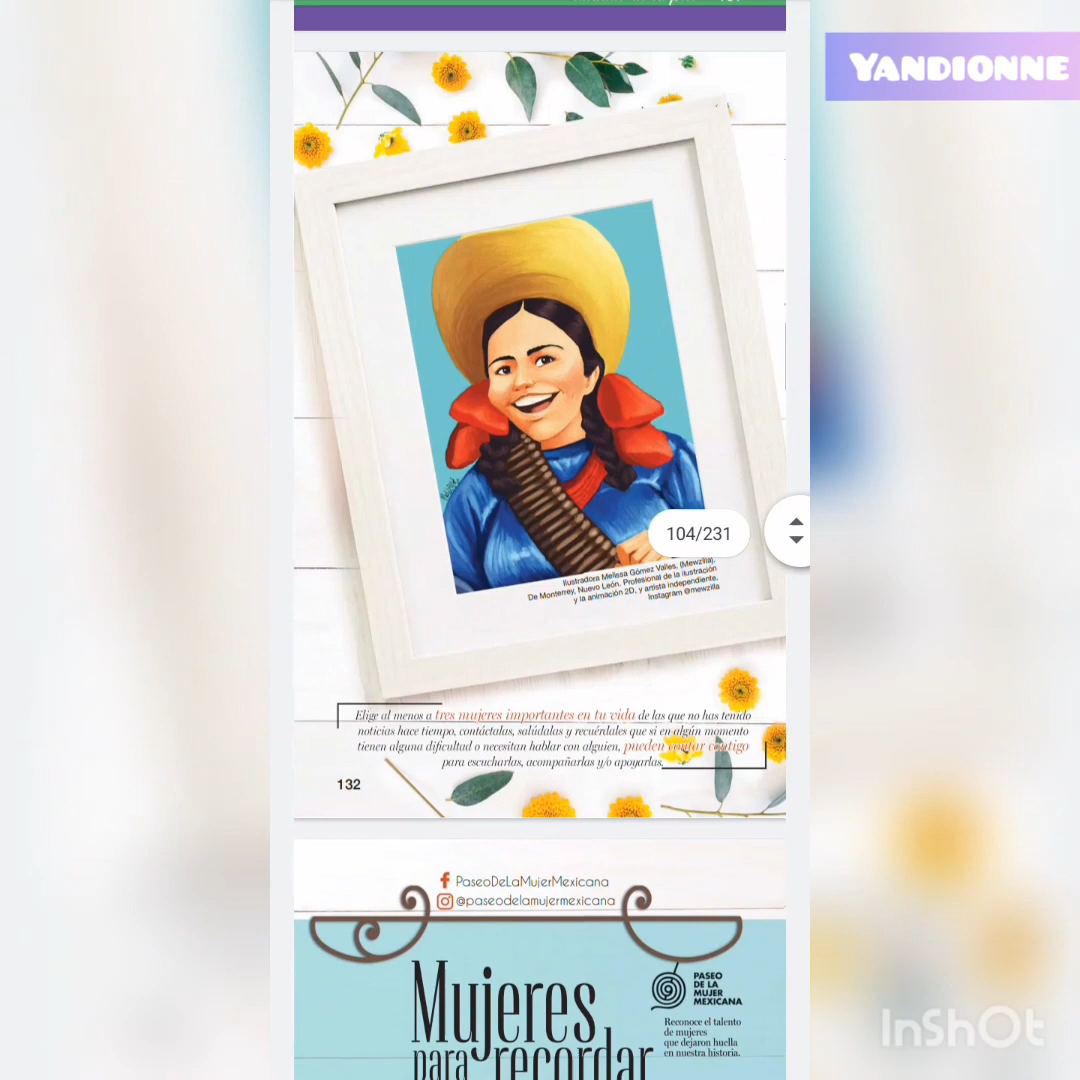 YANDIONNE
104/231
Ilustradora Melissa Gómez Valles, (Mewzilla).
De Monterrey, Nuevo León. Profesional de la ilustración
y la animación 2D, y artista independiente.
Instagram @mewzilla
Elige al menos a tres mujeres importantes en tu vida de las que no has tenido
noticias hace tiempo, contáctalas, salúdalas y recuérdales que si en algún momento
tienen alguna dificultad o necesitan hablar con alguien, pueden contar contigo
para escucharlas, acompañarlas y/o apoyarlas.
132
PaseoDeLaMujerMexicana
@paseodelamujermexicana
Mujeres
para recordar
PASEO
DE LA
MUJER
MEXICANA
Reconoce el talento
de mujeres
que dejaron huella
en nuestra historia.
InShOt